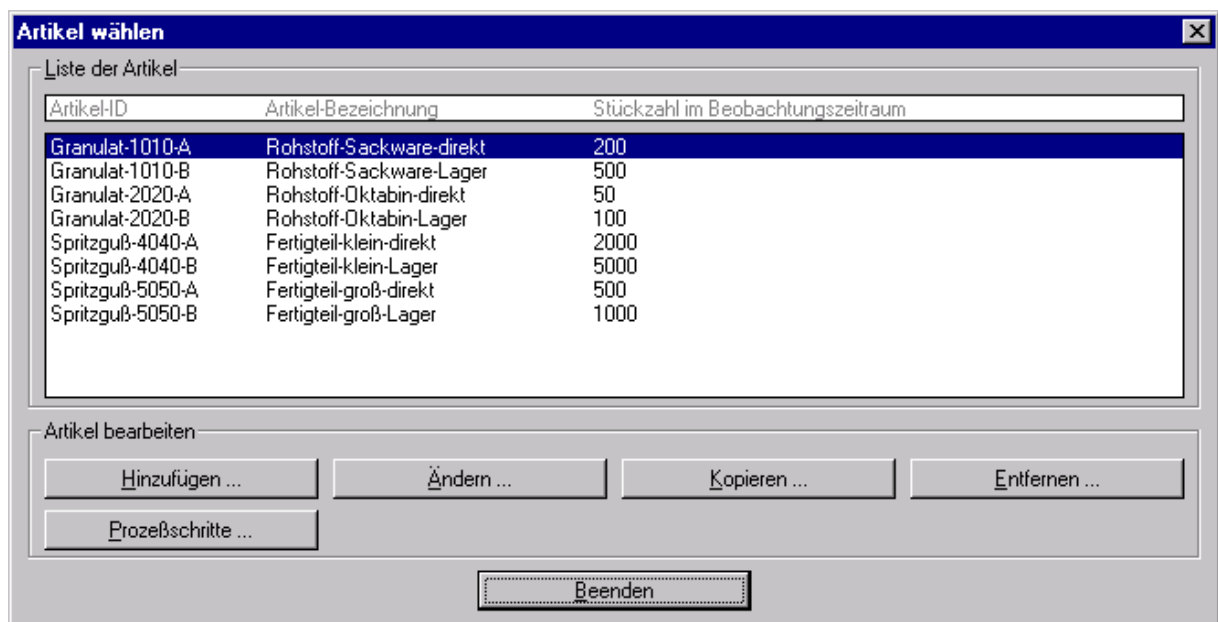 Artikel wählen
Liste der Artikel
Artikel-ID Artikel-Bezeichnung Stückzahl im Beobachtungszeitraum
Granulat-1010-A Rohstoff-Sackware-direkt 200
Granulat-1010-B Rohstoff-Sackware-Lager 500
Granulat-2020-A Rohstoff-Oktabin-direkt 50
Granulat-2020-B Rohstoff-Oktabin-Lager 100
Spritzguß-4040-A Fertigteil-klein-direkt 2000
Spritzguß-4040-B Fertigteil-klein-Lager 5000
Spritzguß-5050-A Fertigteil-groß-direkt 500
Spritzguß-5050-B Fertigteil-groß-Lager 1000
Artikel bearbeiten
Hinzufügen ... Ändern ... Kopieren ... Entfernen ...
Prozeßschritte ...
Beenden